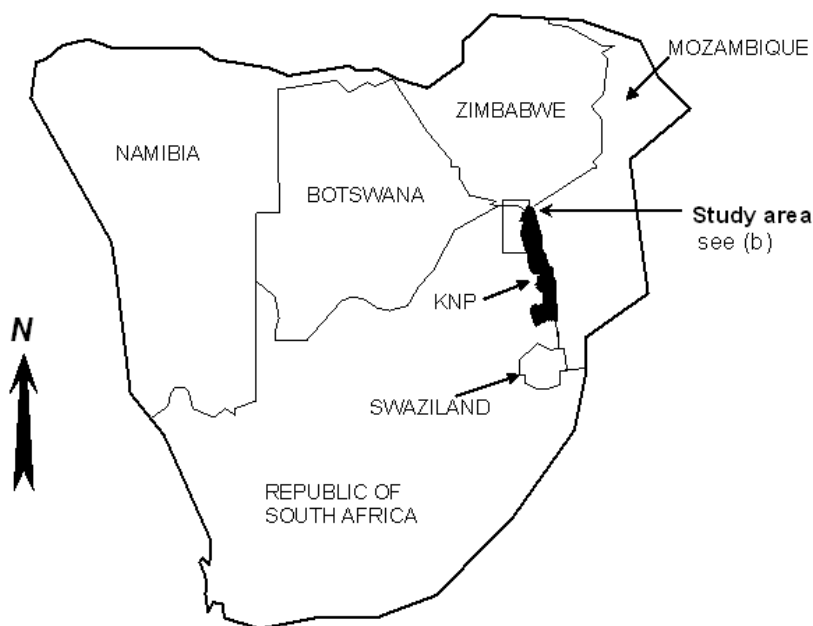 MOZAMBIQUE
ZIMBABWE
NAMIBIA
BOTSWANA
Study area
see (b)
KNP
N
SWAZILAND
REPUBLIC OF
SOUTH AFRICA